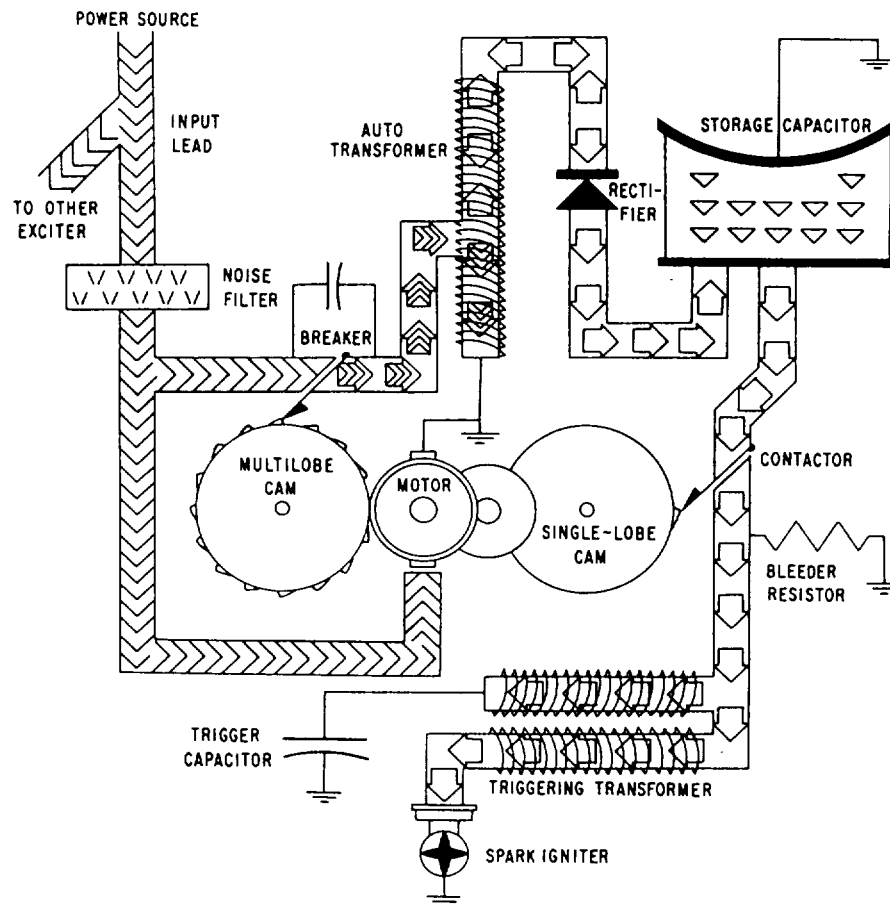 POWER SOURCE
INPUT
LEAD
AUTO
TRANSFORMER
STORAGE CAPACITOR
TO OTHER
EXCITER
RECTI-
FIER
NOISE
FILTER
BREAKER
MULTILOBE
CAM
MOTOR
SINGLE-LOBE
CAM
CONTACTOR
BLEEDER
RESISTOR
TRIGGER
CAPACITOR
TRIGGERING TRANSFORMER
SPARK IGNITER